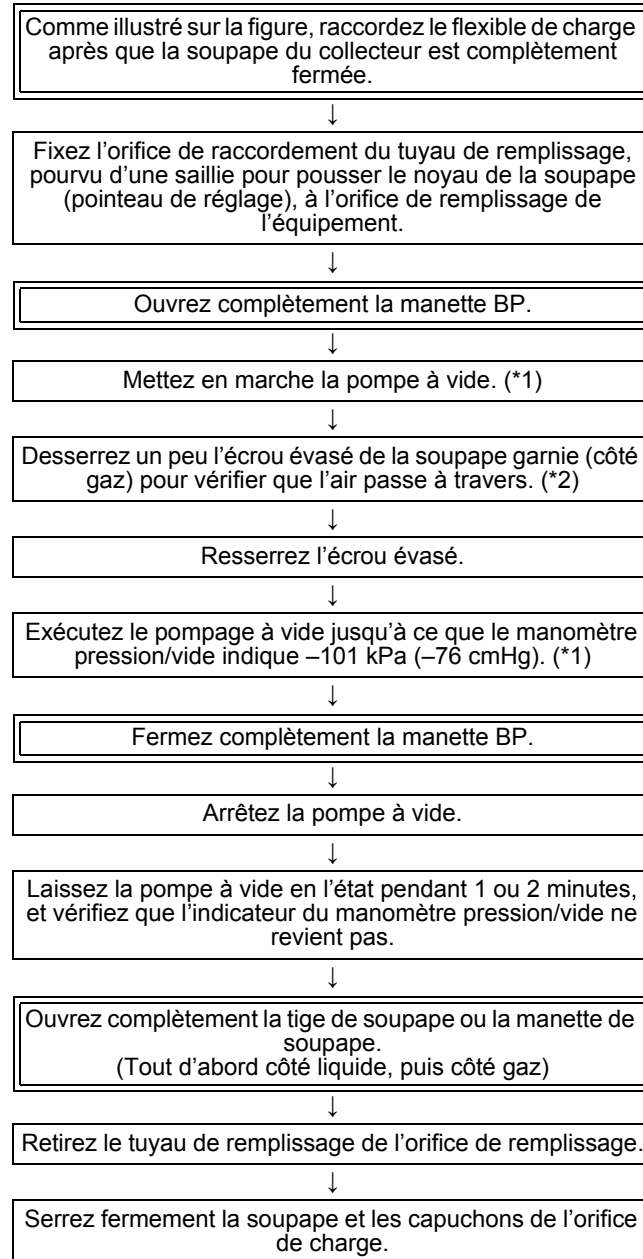 Comme illustré sur la figure, raccordez le flexible de charge
après que la soupape du collecteur est complètement
fermée.
↓
Fixez l’orifice de raccordement du tuyau de remplissage,
pourvu d’une saillie pour pousser le noyau de la soupape
(pointeau de réglage), à l’orifice de remplissage de
l’équipement.
↓
Ouvrez complètement la manette BP.
↓
Mettez en marche la pompe à vide. (*1)
↓
Desserrez un peu l’écrou évasé de la soupape garnie (côté
gaz) pour vérifier que l’air passe à travers. (*2)
↓
Resserrez l’écrou évasé.
↓
Exécutez le pompage à vide jusqu’à ce que le manomètre
pression/vide indique –101 kPa (–76 cmHg). (*1)
↓
Fermez complètement la manette BP.
↓
Arrêtez la pompe à vide.
↓
Laissez la pompe à vide en l’état pendant 1 ou 2 minutes,
et vérifiez que l’indicateur du manomètre pression/vide ne
revient pas.
↓
Ouvrez complètement la tige de soupape ou la manette de
soupape.
(Tout d’abord côté liquide, puis côté gaz)
↓
Retirez le tuyau de remplissage de l’orifice de remplissage.
↓
Serrez fermement la soupape et les capuchons de l’orifice
de charge.